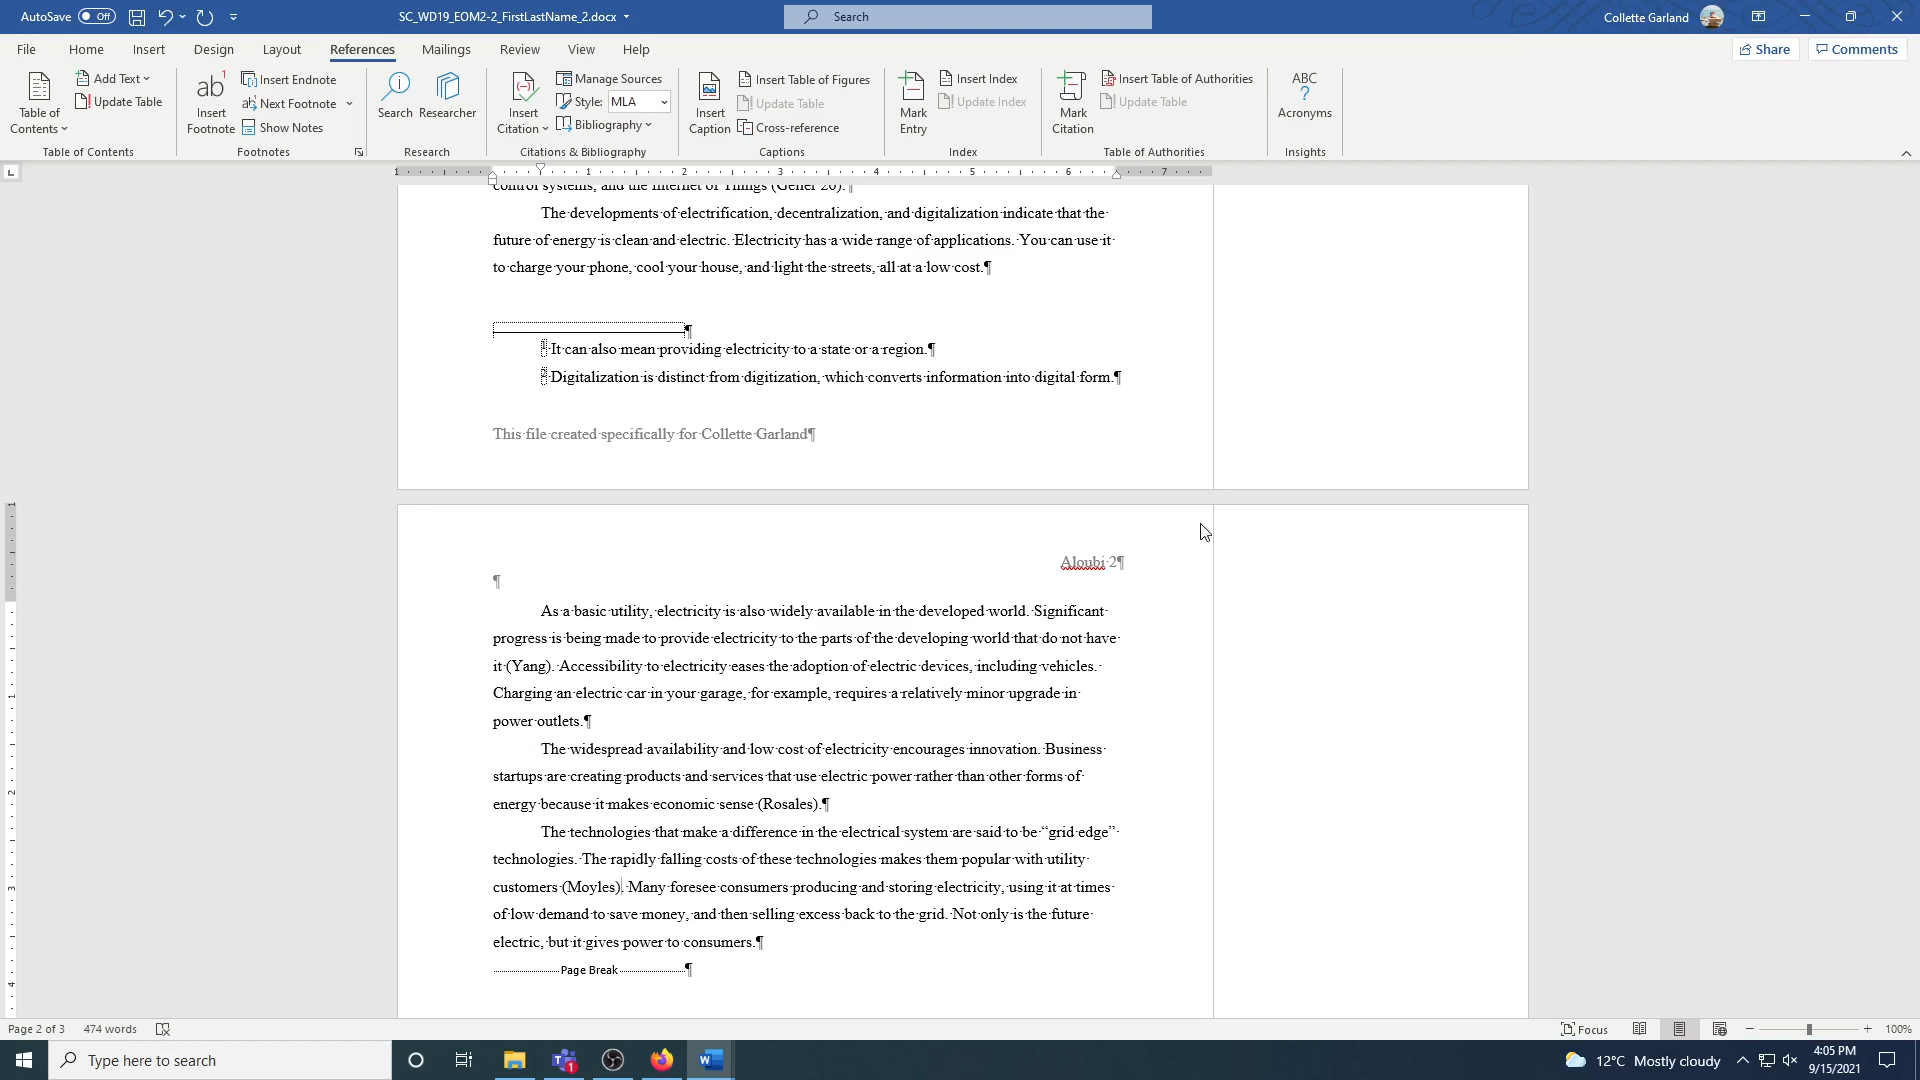 AutoSave Off SC_WD19_EOM2-2_FirstLastName_2.docx Search Collette Garland
File Home Insert Design Layout References Mailings Review View Help Share Comments
Table of Contents
Add Text
Update Table
Table of Contents
ab Insert Footnote
Insert Endnote
Next Footnote
Show Notes
Footnotes
Search
Researcher
Research
Insert Citation
Manage Sources
Style: MLA
Bibliography
Citations & Bibliography
Insert Caption
Insert Table of Figures
Update Table
Cross-reference
Captions
Mark Entry
Insert Index
Update Index
Index
Mark Citation
Insert Table of Authorities
Update Table
Table of Authorities
ABC ?
Acronyms
Insights
1 1 2 3 4 5 6 7
control systems, and the Internet of Things (Gener 26).¶
The developments of electrification, decentralization, and digitalization indicate that the
future of energy is clean and electric. Electricity has a wide range of applications. You can use it
to charge your phone, cool your house, and light the streets, all at a low cost.¶
¶
1 It can also mean providing electricity to a state or a region.¶
2 Digitalization is distinct from digitization, which converts information into digital form.¶
This file created specifically for Collette Garland¶
Aloubi 2¶
¶
As a basic utility, electricity is also widely available in the developed world. Significant
progress is being made to provide electricity to the parts of the developing world that do not have
it (Yang). Accessibility to electricity eases the adoption of electric devices, including vehicles.
Charging an electric car in your garage, for example, requires a relatively minor upgrade in
power outlets.¶
The widespread availability and low cost of electricity encourages innovation. Business
startups are creating products and services that use electric power rather than other forms of
energy because it makes economic sense (Rosales).¶
The technologies that make a difference in the electrical system are said to be “grid edge”
technologies. The rapidly falling costs of these technologies makes them popular with utility
customers (Moyles). Many foresee consumers producing and storing electricity, using it at times
of low demand to save money, and then selling excess back to the grid. Not only is the future
electric, but it gives power to consumers.¶
Page Break ¶
1
1
2
3
4
Page 2 of 3 474 words Focus 100%
Type here to search 12°C Mostly cloudy 4:05 PM
9/15/2021